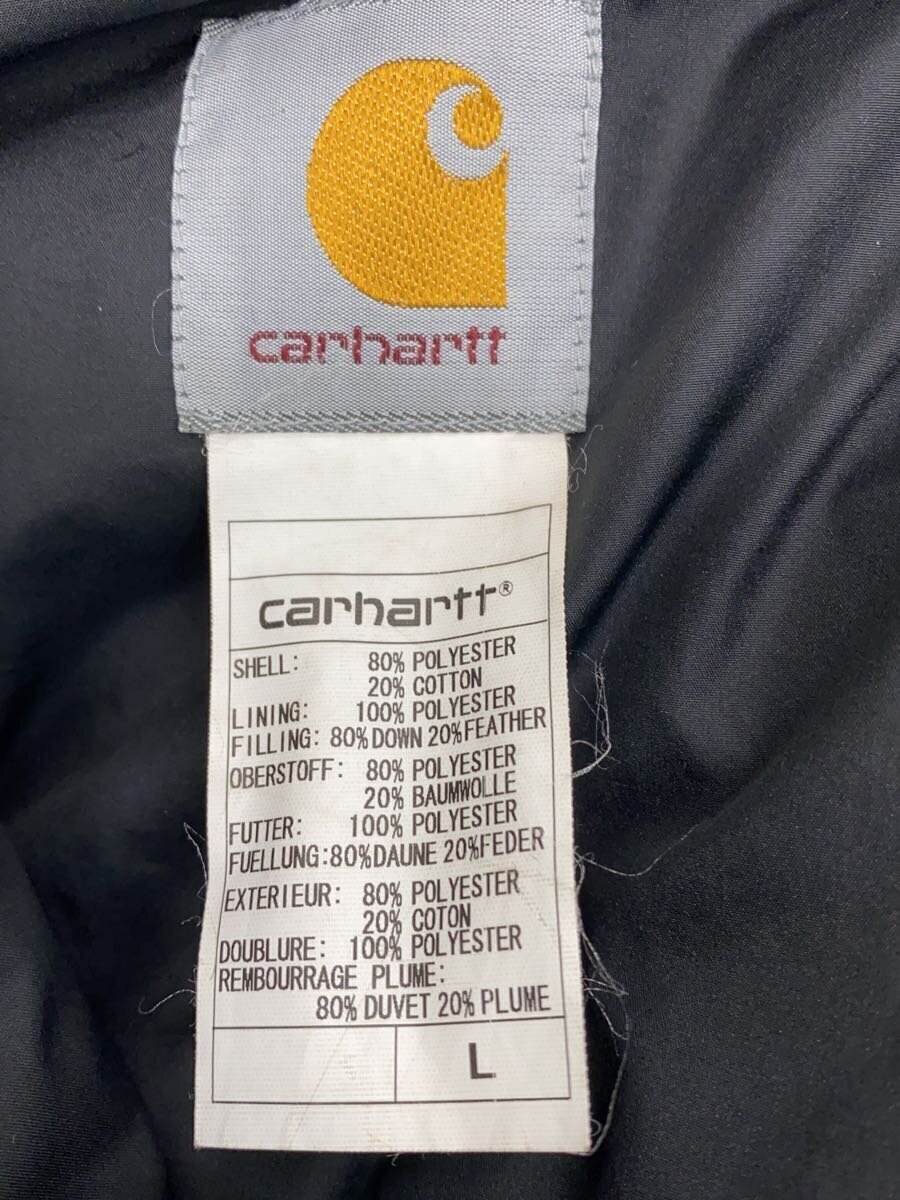 carhartt
carhartt®
SHELL: 80% POLYESTER
20% COTTON
LINING: 100% POLYESTER
FILLING: 80% DOWN 20% FEATHER
OBERSTOFF: 80% POLYESTER
20% BAUMWOLLE
FUTTER: 100% POLYESTER
FUELLUNG: 80% DAUNE 20% FEDER
EXTERIEUR: 80% POLYESTER
20% COTON
DOUBLURE: 100% POLYESTER
REMBOURRAGE PLUME:
80% DUVET 20% PLUME
L